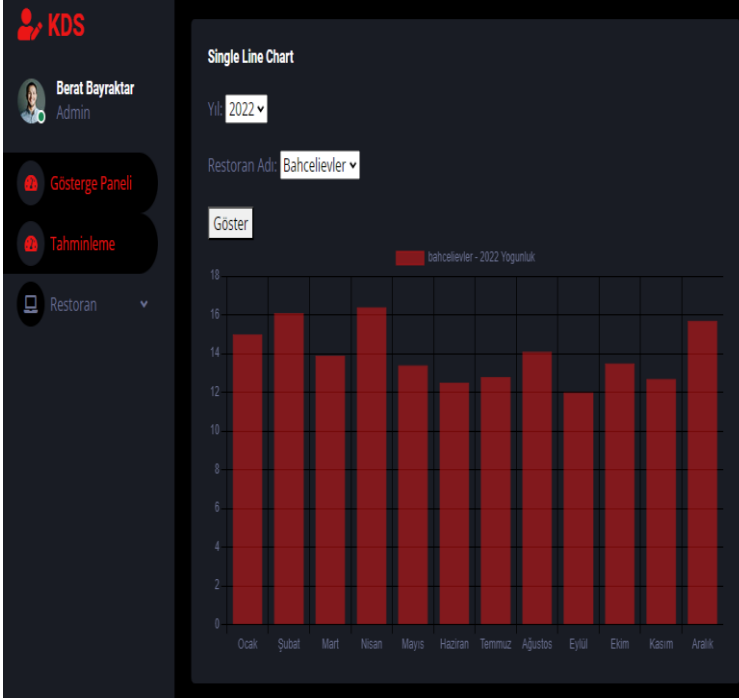 KDS
Berat Bayraktar
Admin
Gösterge Paneli
Tahminleme
Restoran
Single Line Chart
Yıl: 2022
Restoran Adı: Bahcelievler
Göster
bahcelievler - 2022 Yogunluk
18
16
14
12
10
8
6
4
2
0
Ocak Şubat Mart Nisan Mayıs Haziran Temmuz Ağustos Eylül Ekim Kasım Aralık